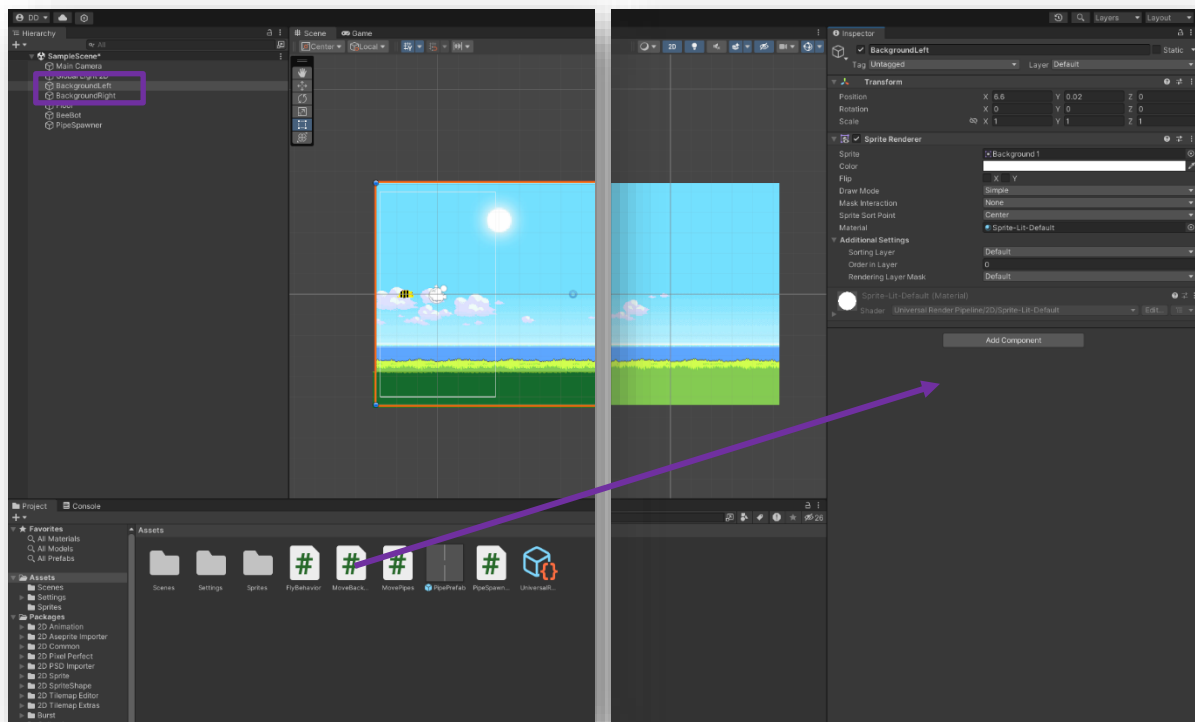 DD
Layers
Layout
Hierarchy
All
SampleScene*
Main Camera
Global Light 2D
BackgroundLeft
BackgroundRight
Floor
BeeBot
PipeSpawner
Scene
Game
Center
Local
2D
Inspector
BackgroundLeft
Static
Tag Untagged
Layer Default
Transform
Position X 6.6 Y 0.02 Z 0
Rotation X 0 Y 0 Z 0
Scale X 1 Y 1 Z 1
Sprite Renderer
Sprite Background 1
Color
Flip X Y
Draw Mode Simple
Mask Interaction None
Sprite Sort Point Center
Material Sprite-Lit-Default
Additional Settings
Sorting Layer Default
Order in Layer 0
Rendering Layer Mask Default
Sprite-Lit-Default (Material)
Shader Universal Render Pipeline/2D/Sprite-Lit-Default Edit...
Add Component
Project
Console
26
Favorites
All Materials
All Models
All Prefabs
Assets
Scenes
Settings
Sprites
Packages
2D Animation
2D Aseprite Importer
2D Common
2D Pixel Perfect
2D PSD Importer
2D Sprite
2D SpriteShape
2D Tilemap Editor
2D Tilemap Extras
Burst
Assets
Scenes
Settings
Sprites
FlyBehavior
MoveBack...
MovePipes
PipePrefab
PipeSpawn...
UniversalR...